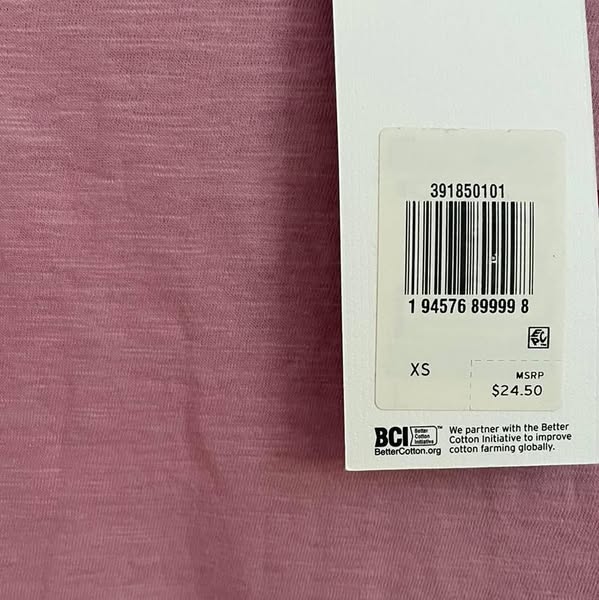 391850101
1 94576 89999 8
XS
MSRP
$24.50
BCI Better Cotton Initiative ™
BetterCotton.org
We partner with the Better
Cotton Initiative to improve
cotton farming globally.